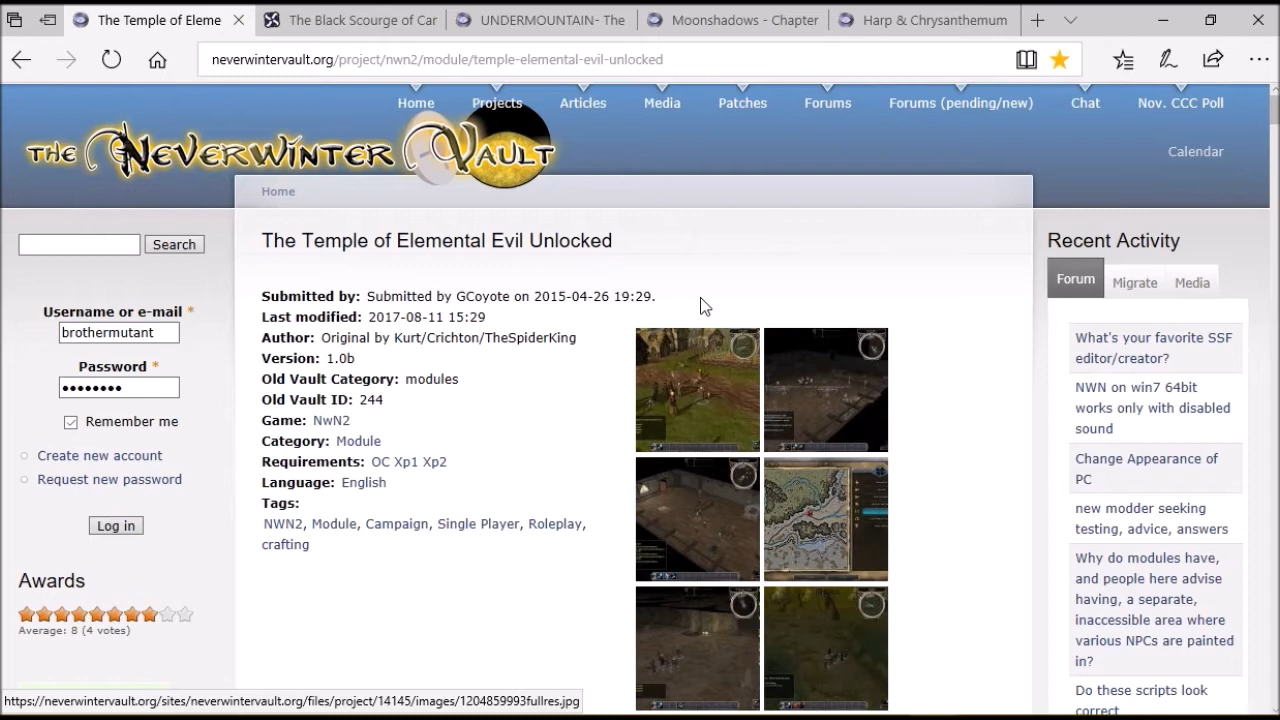 The Temple of Eleme
The Black Scourge of Car
UNDERMOUNTAIN- The
Moonshadows - Chapter
Harp & Chrysanthemum
neverwintervault.org/project/nwn2/module/temple-elemental-evil-unlocked
Home
Projects
Articles
Media
Patches
Forums
Forums (pending/new)
Chat
Nov. CCC Poll
Calendar
THE NEVERWINTER VAULT
Home
Search
Username or e-mail *
brothermutant
Password *
••••••••
Remember me
Create new account
Request new password
Log in
Awards
Average: 8 (4 votes)
The Temple of Elemental Evil Unlocked
Submitted by: Submitted by GCoyote on 2015-04-26 19:29.
Last modified: 2017-08-11 15:29
Author: Original by Kurt/Crichton/TheSpiderKing
Version: 1.0b
Old Vault Category: modules
Old Vault ID: 244
Game: NwN2
Category: Module
Requirements: OC Xp1 Xp2
Language: English
Tags:
NWN2, Module, Campaign, Single Player, Roleplay,
crafting
Recent Activity
Forum
Migrate
Media
What's your favorite SSF
editor/creator?
NWN on win7 64bit
works only with disabled
sound
Change Appearance of
PC
new modder seeking
testing, advice, answers
Why do modules have,
and people here advise
having, a separate,
inaccessible area where
various NPCs are painted
in?
Do these scripts look
correct
https://neverwintervault.org/sites/neverwintervault.org/files/project/14145/images/1204859093fullres.jpg